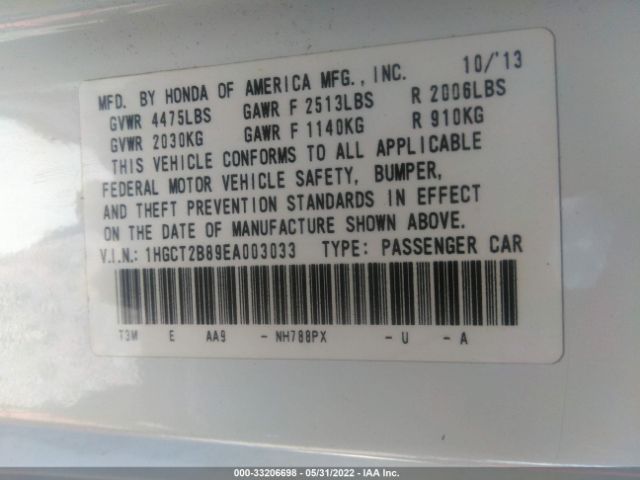 MFD. BY HONDA OF AMERICA MFG., INC. 10/'13
GVWR 4475LBS GAWR F 2513LBS R 2006LBS
GVWR 2030KG GAWR F 1140KG R 910KG
THIS VEHICLE CONFORMS TO ALL APPLICABLE
FEDERAL MOTOR VEHICLE SAFETY, BUMPER,
AND THEFT PREVENTION STANDARDS IN EFFECT
ON THE DATE OF MANUFACTURE SHOWN ABOVE.
V.I.N.: 1HGCT2B89EA003033 TYPE: PASSENGER CAR
T3M E AA9 - NH788PX - U - A
000-33206698 - 05/31/2022 - IAA Inc.